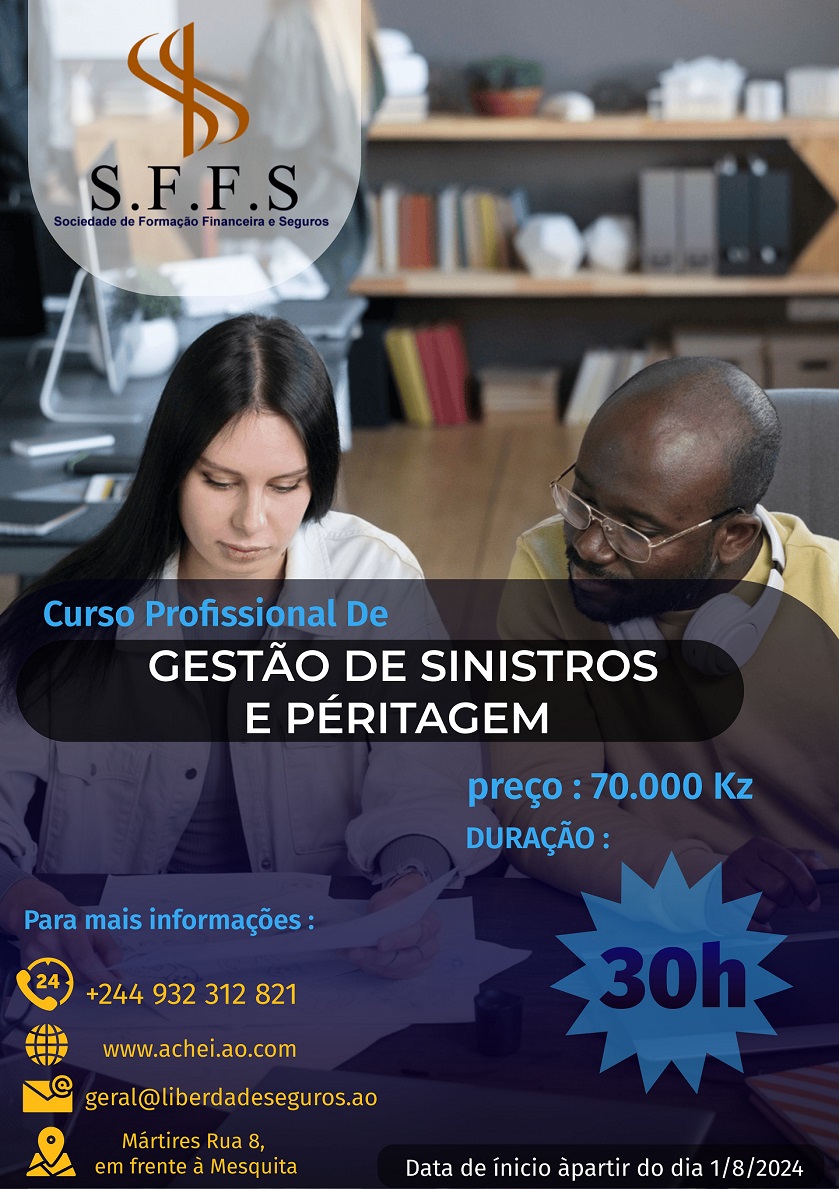 S.F.F.S
Sociedade de Formação Financeira e Seguros
Curso Profissional De
GESTÃO DE SINISTROS
E PÉRITAGEM
preço : 70.000 Kz
DURAÇÃO :
30h
Para mais informações :
24
+244 932 312 821
www.achei.ao.com
@
geral@liberdadeseguros.ao
Mártires Rua 8,
em frente à Mesquita
Data de ínicio àpartir do dia 1/8/2024